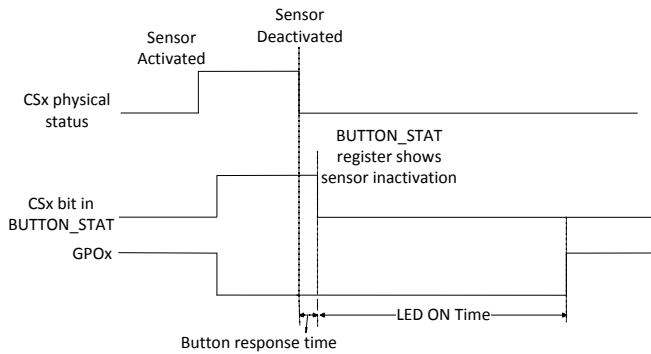 Sensor
Deactivated
Sensor
Activated
CSx physical
status
BUTTON_STAT
register shows
sensor inactivation
CSx bit in
BUTTON_STAT
GPOx
LED ON Time
Button response time